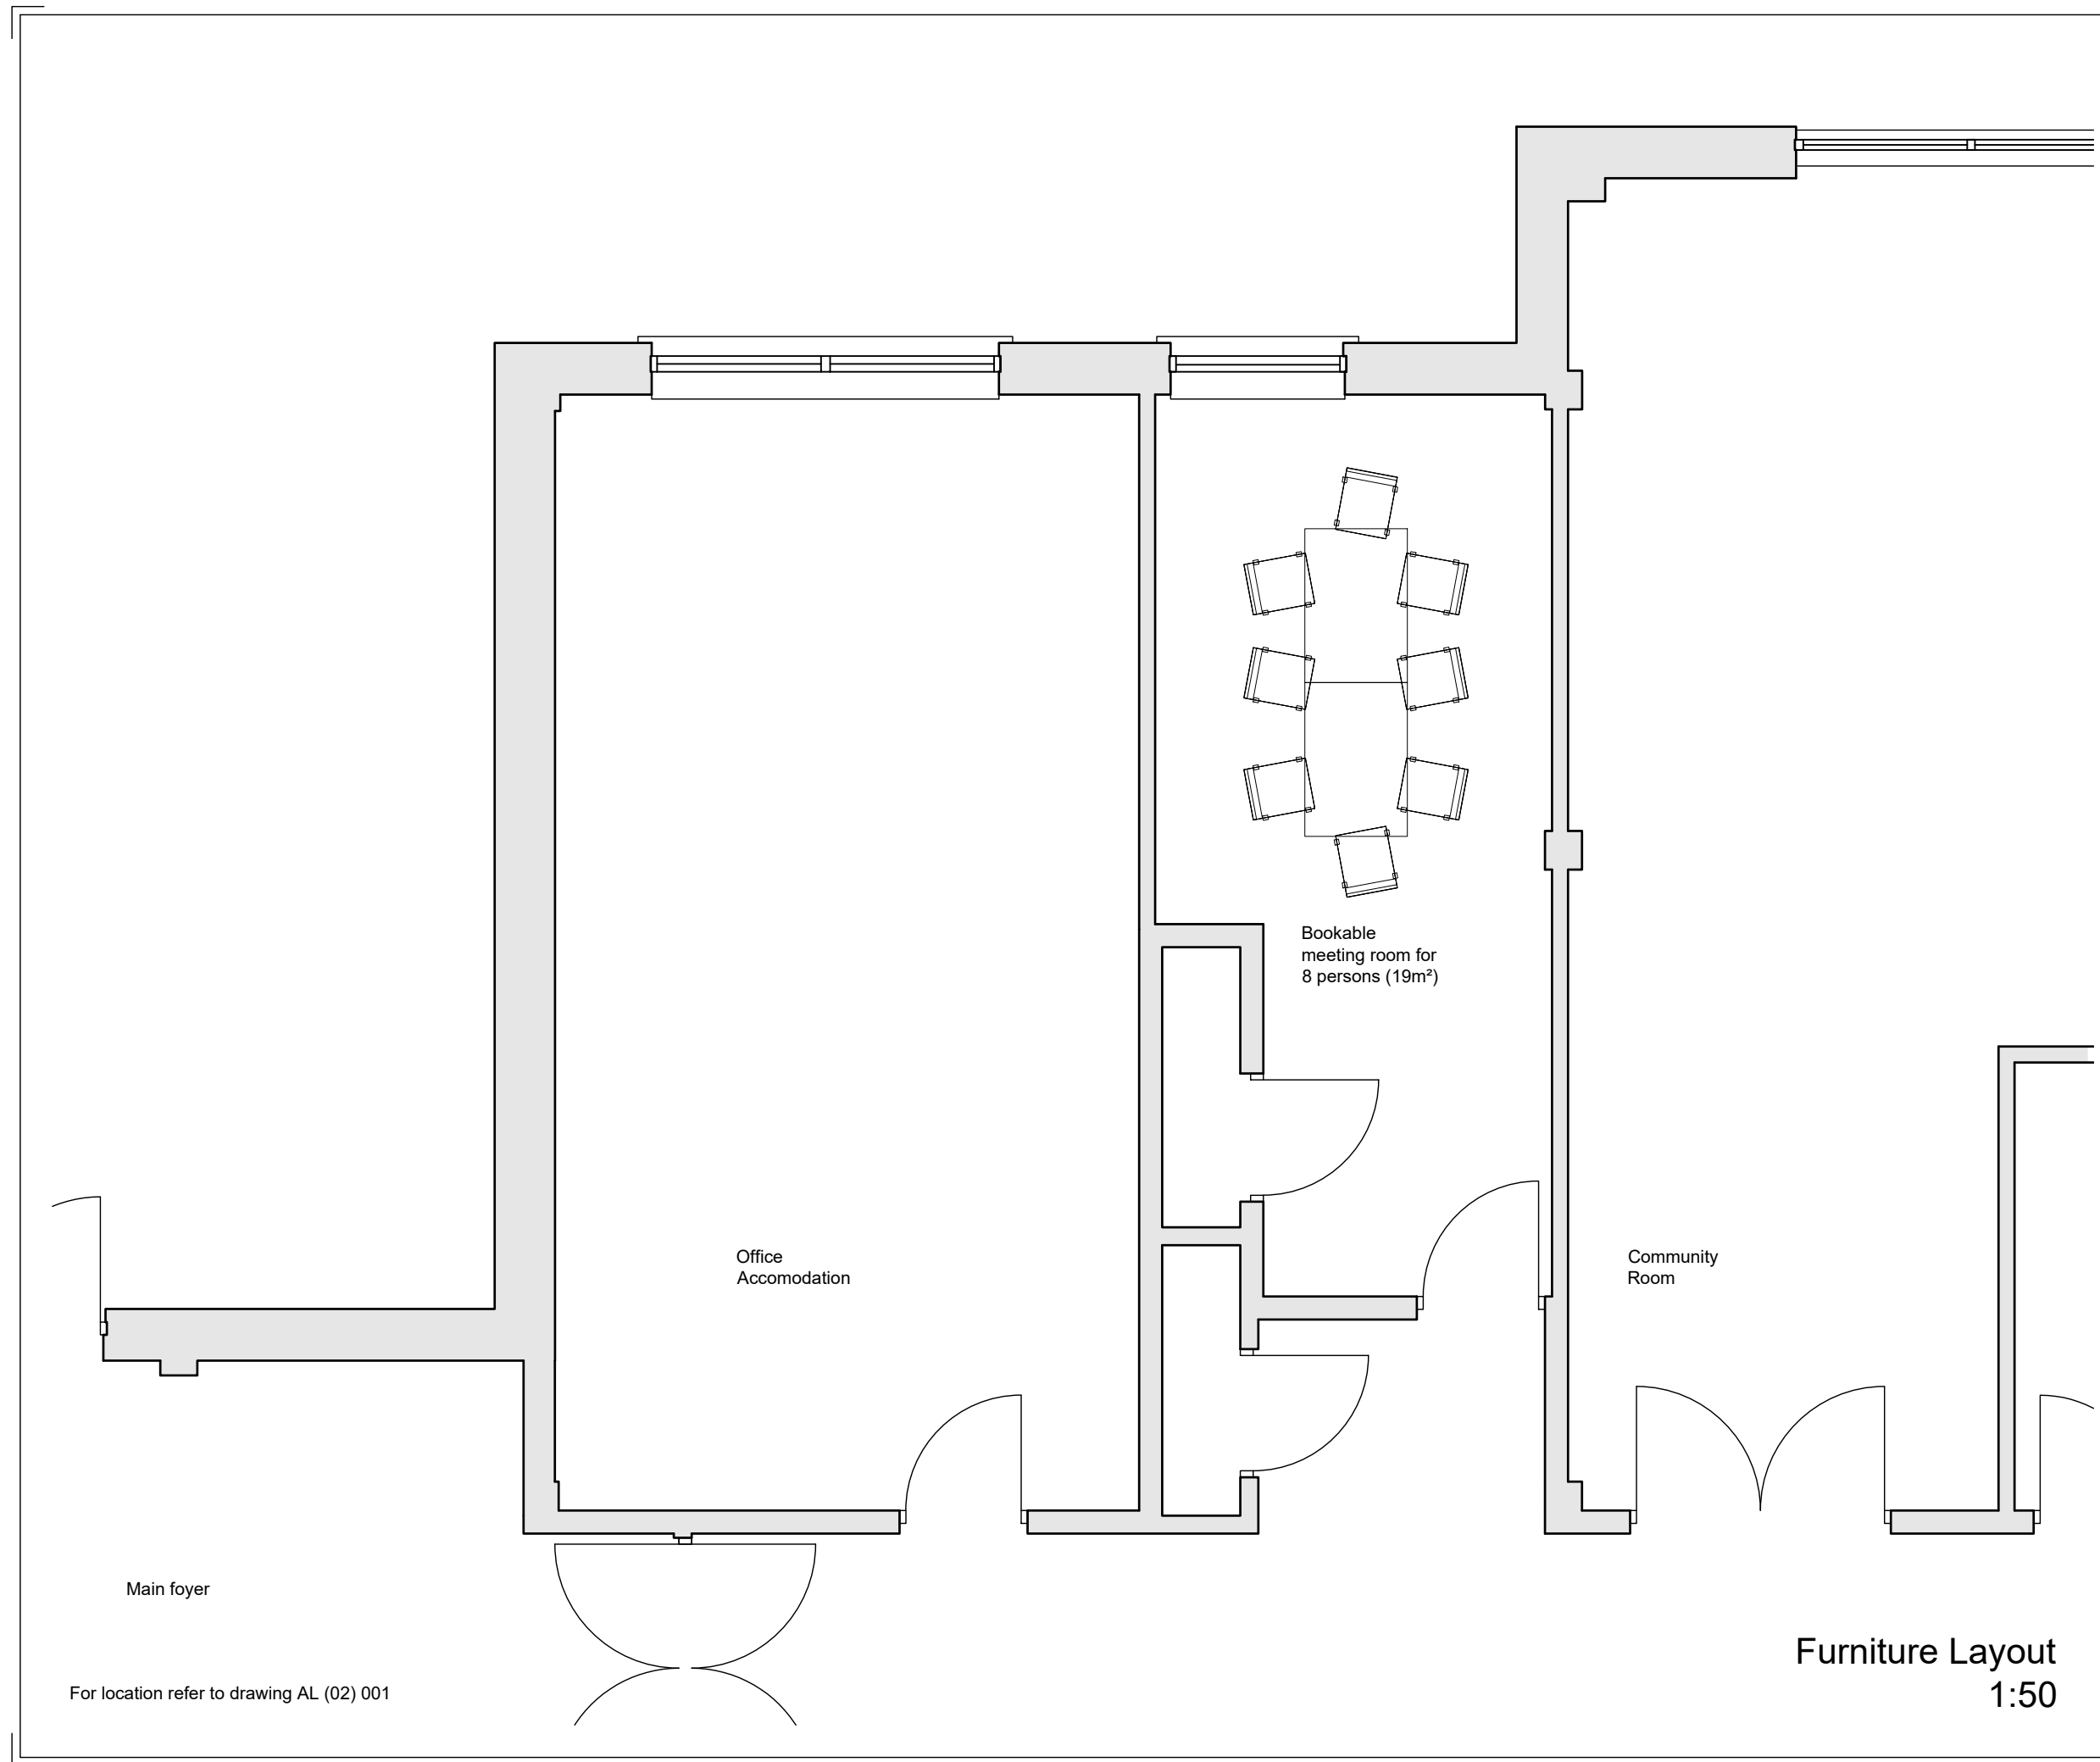 Bookable
meeting room for
8 persons (19m²)
Office
Accomodation
Community
Room
Main foyer
Furniture Layout
1:50
For location refer to drawing AL (02) 001